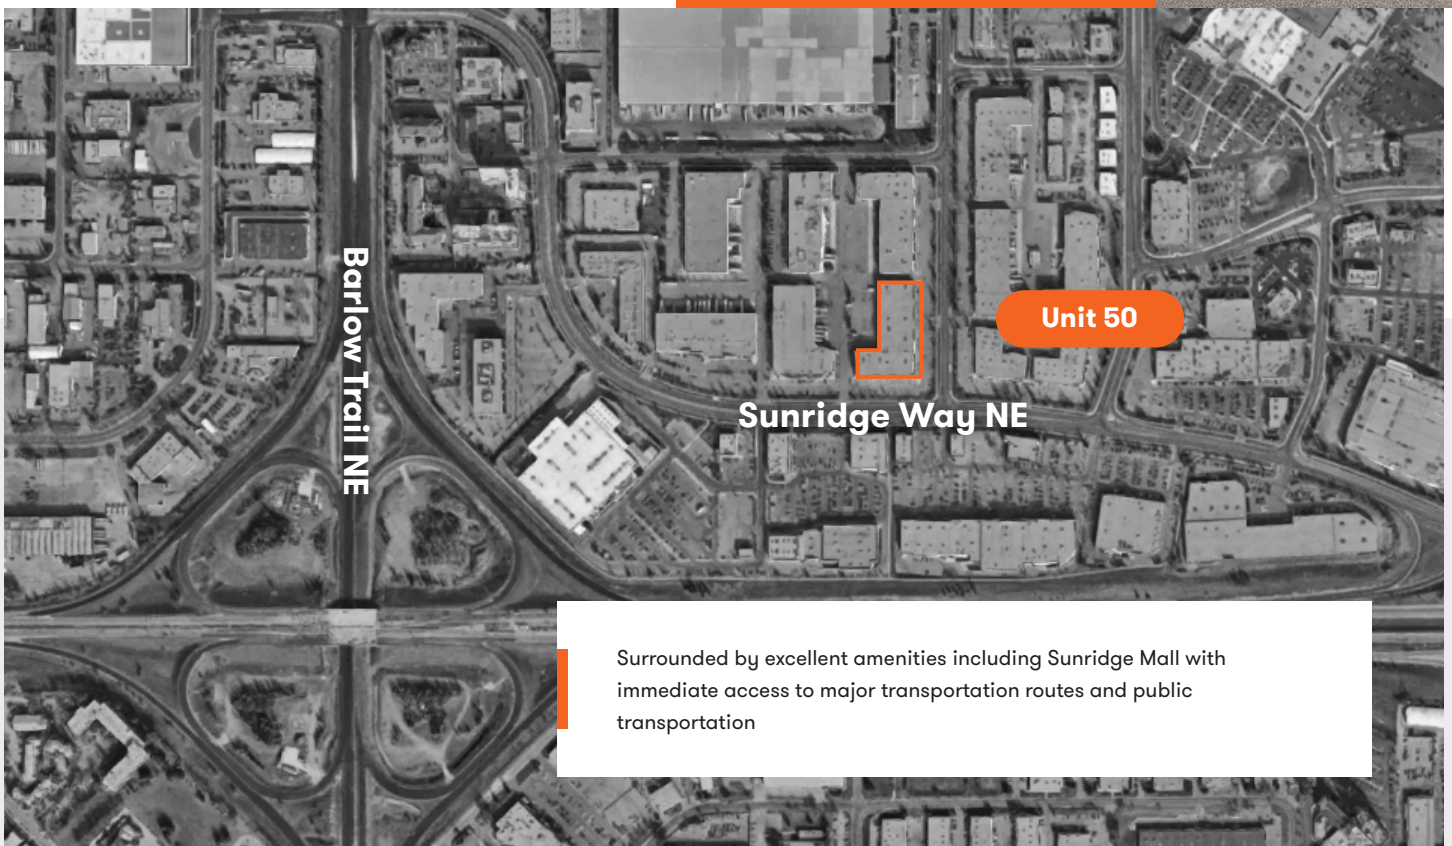 Barlow Trail NE
Unit 50
Sunridge Way NE
Surrounded by excellent amenities including Sunridge Mall with
immediate access to major transportation routes and public
transportation